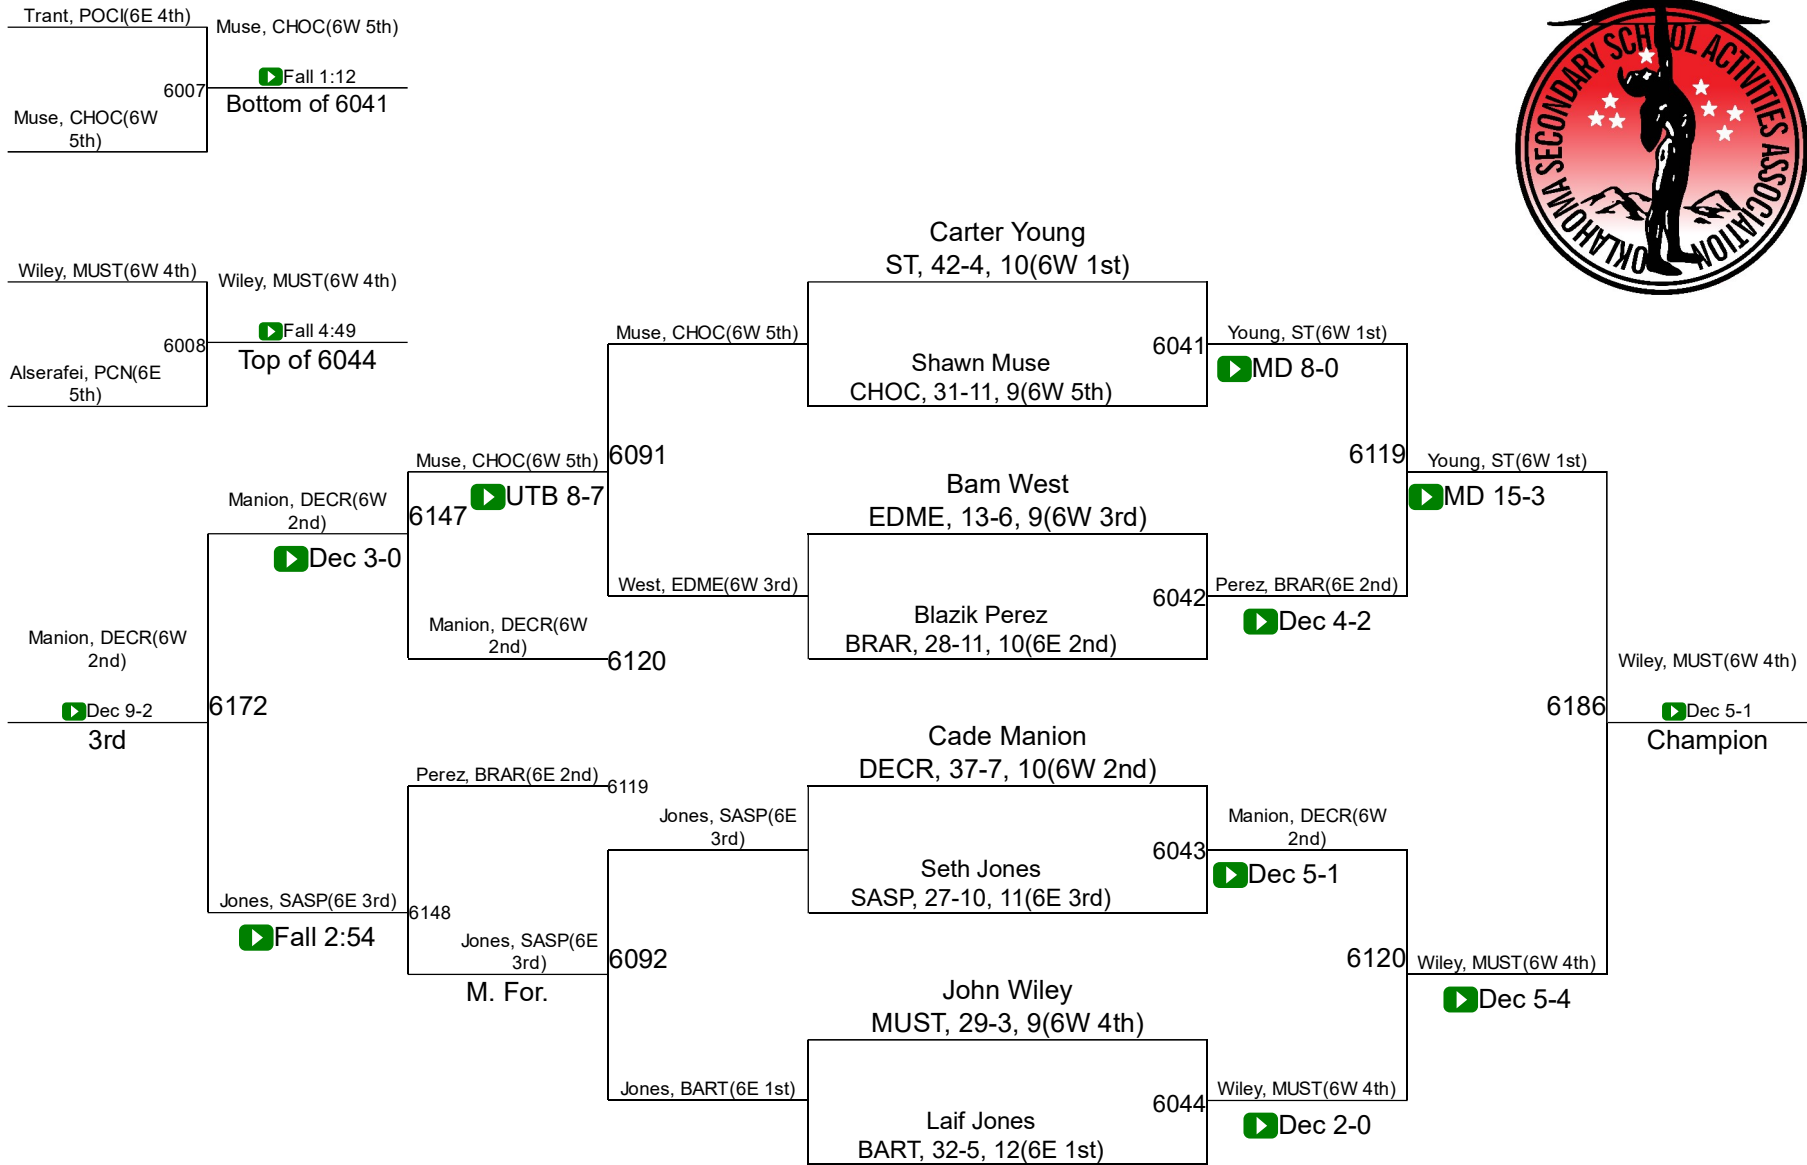 Trant, POCI(6E 4th)
Muse, CHOC(6W 5th)
Fall 1:12
6007
Bottom of 6041
Muse, CHOC(6W
5th)
OKLAHOMA SECONDARY SCHOOL ACTIVITIES ASSOCIATION
Wiley, MUST(6W 4th)
Wiley, MUST(6W 4th)
Fall 4:49
6008
Top of 6044
Alserafei, PCN(6E
5th)
Carter Young
ST, 42-4, 10(6W 1st)
Muse, CHOC(6W 5th)
6041
Young, ST(6W 1st)
Shawn Muse
CHOC, 31-11, 9(6W 5th)
MD 8-0
Muse, CHOC(6W 5th)
6091
UTB 8-7
6119
Young, ST(6W 1st)
MD 15-3
Manion, DECR(6W
2nd)
6147
Dec 3-0
Bam West
EDME, 13-6, 9(6W 3rd)
West, EDME(6W 3rd)
6042
Perez, BRAR(6E 2nd)
Blazik Perez
BRAR, 28-11, 10(6E 2nd)
Dec 4-2
Manion, DECR(6W
2nd)
6120
Manion, DECR(6W
2nd)
Dec 9-2
3rd
6172
Wiley, MUST(6W 4th)
6186
Dec 5-1
Champion
Cade Manion
DECR, 37-7, 10(6W 2nd)
Perez, BRAR(6E 2nd)
6119
Jones, SASP(6E
3rd)
6043
Manion, DECR(6W
2nd)
Seth Jones
SASP, 27-10, 11(6E 3rd)
Dec 5-1
Jones, SASP(6E 3rd)
6148
Fall 2:54
Jones, SASP(6E
3rd)
6092
M. For.
6120
Wiley, MUST(6W 4th)
Dec 5-4
John Wiley
MUST, 29-3, 9(6W 4th)
Jones, BART(6E 1st)
6044
Wiley, MUST(6W 4th)
Laif Jones
BART, 32-5, 12(6E 1st)
Dec 2-0